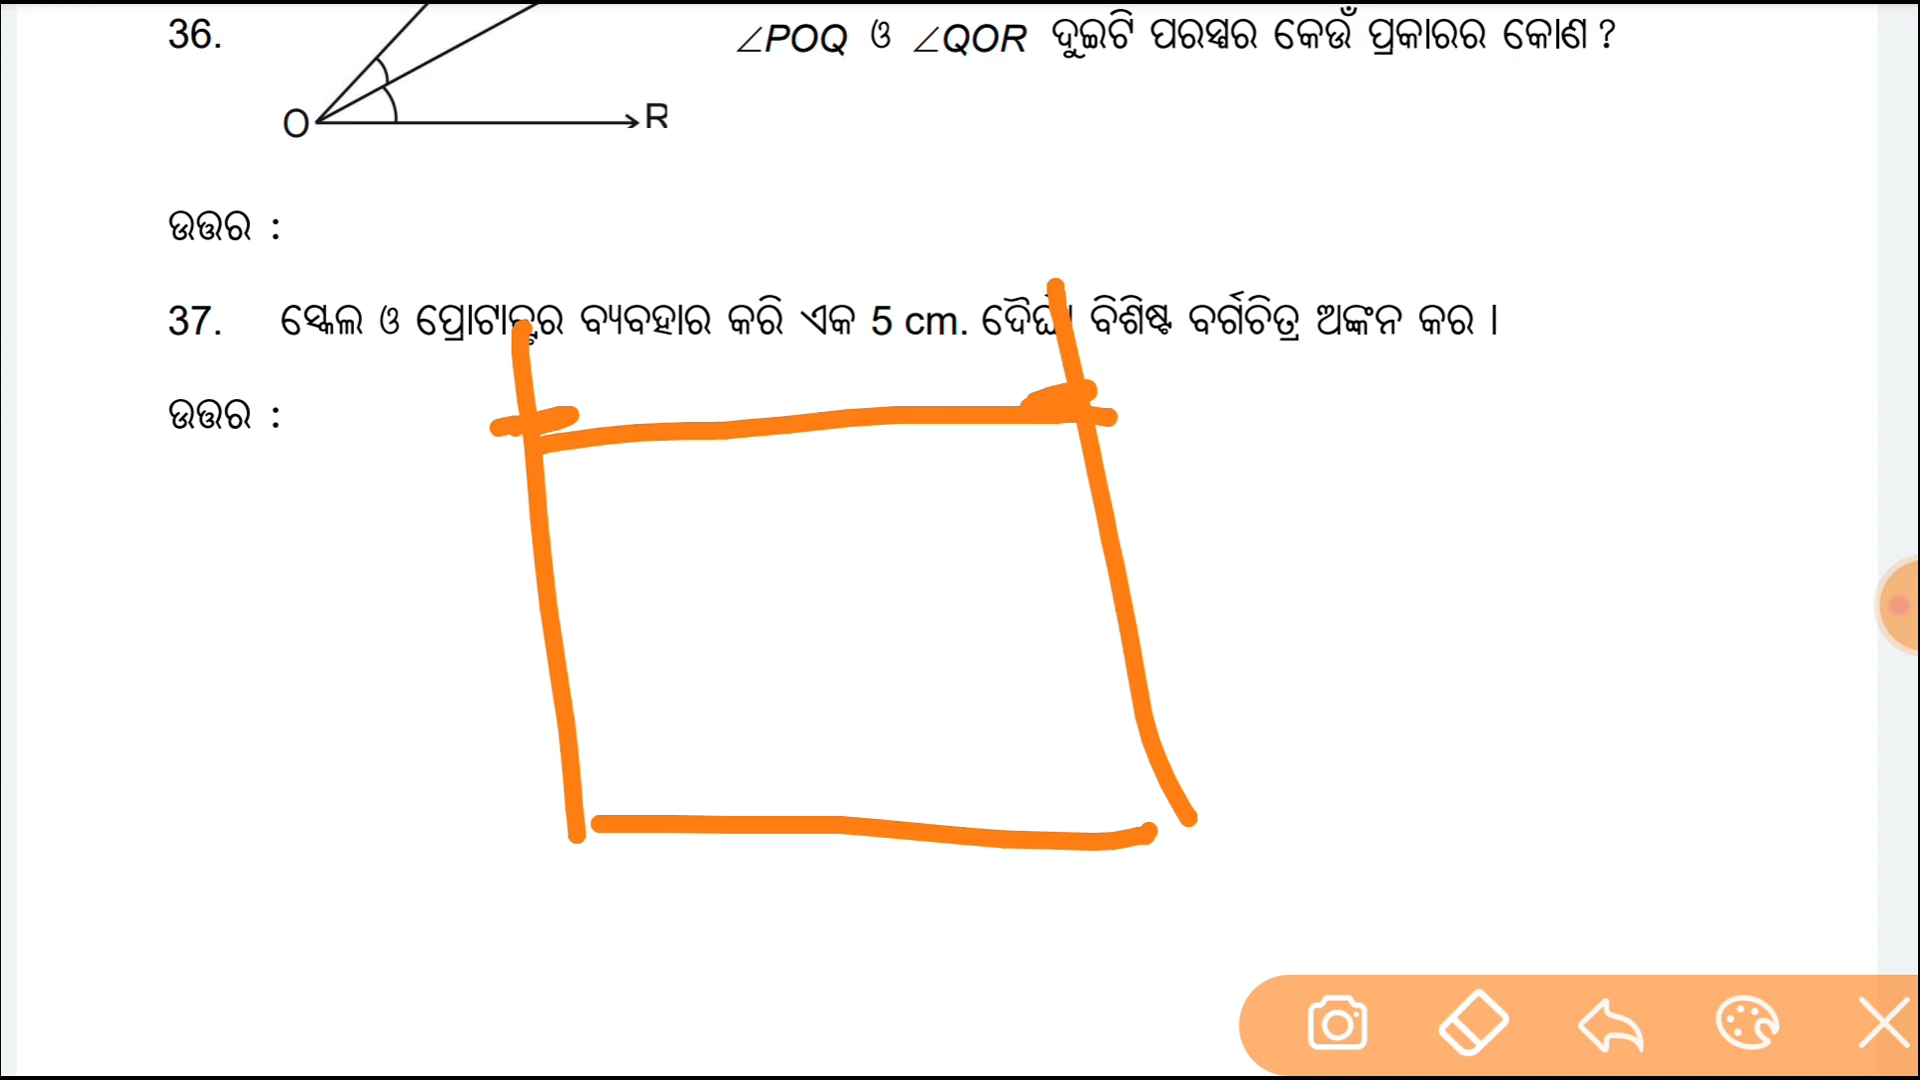 36.
∠POQ ଓ ∠QOR ଦୁଇଟି ପରସ୍ପର କେଉଁ ପ୍ରକାରର କୋଣ ?
O
R
ଉତ୍ତର :
37. ସ୍କେଲ ଓ ପ୍ରୋଟାକ୍ଟର ବ୍ୟବହାର କରି ଏକ 5 cm. ଦୈର୍ଘ୍ୟ ବିଶିଷ୍ଟ ବର୍ଗଚିତ୍ର ଅଙ୍କନ କର ।
ଉତ୍ତର :